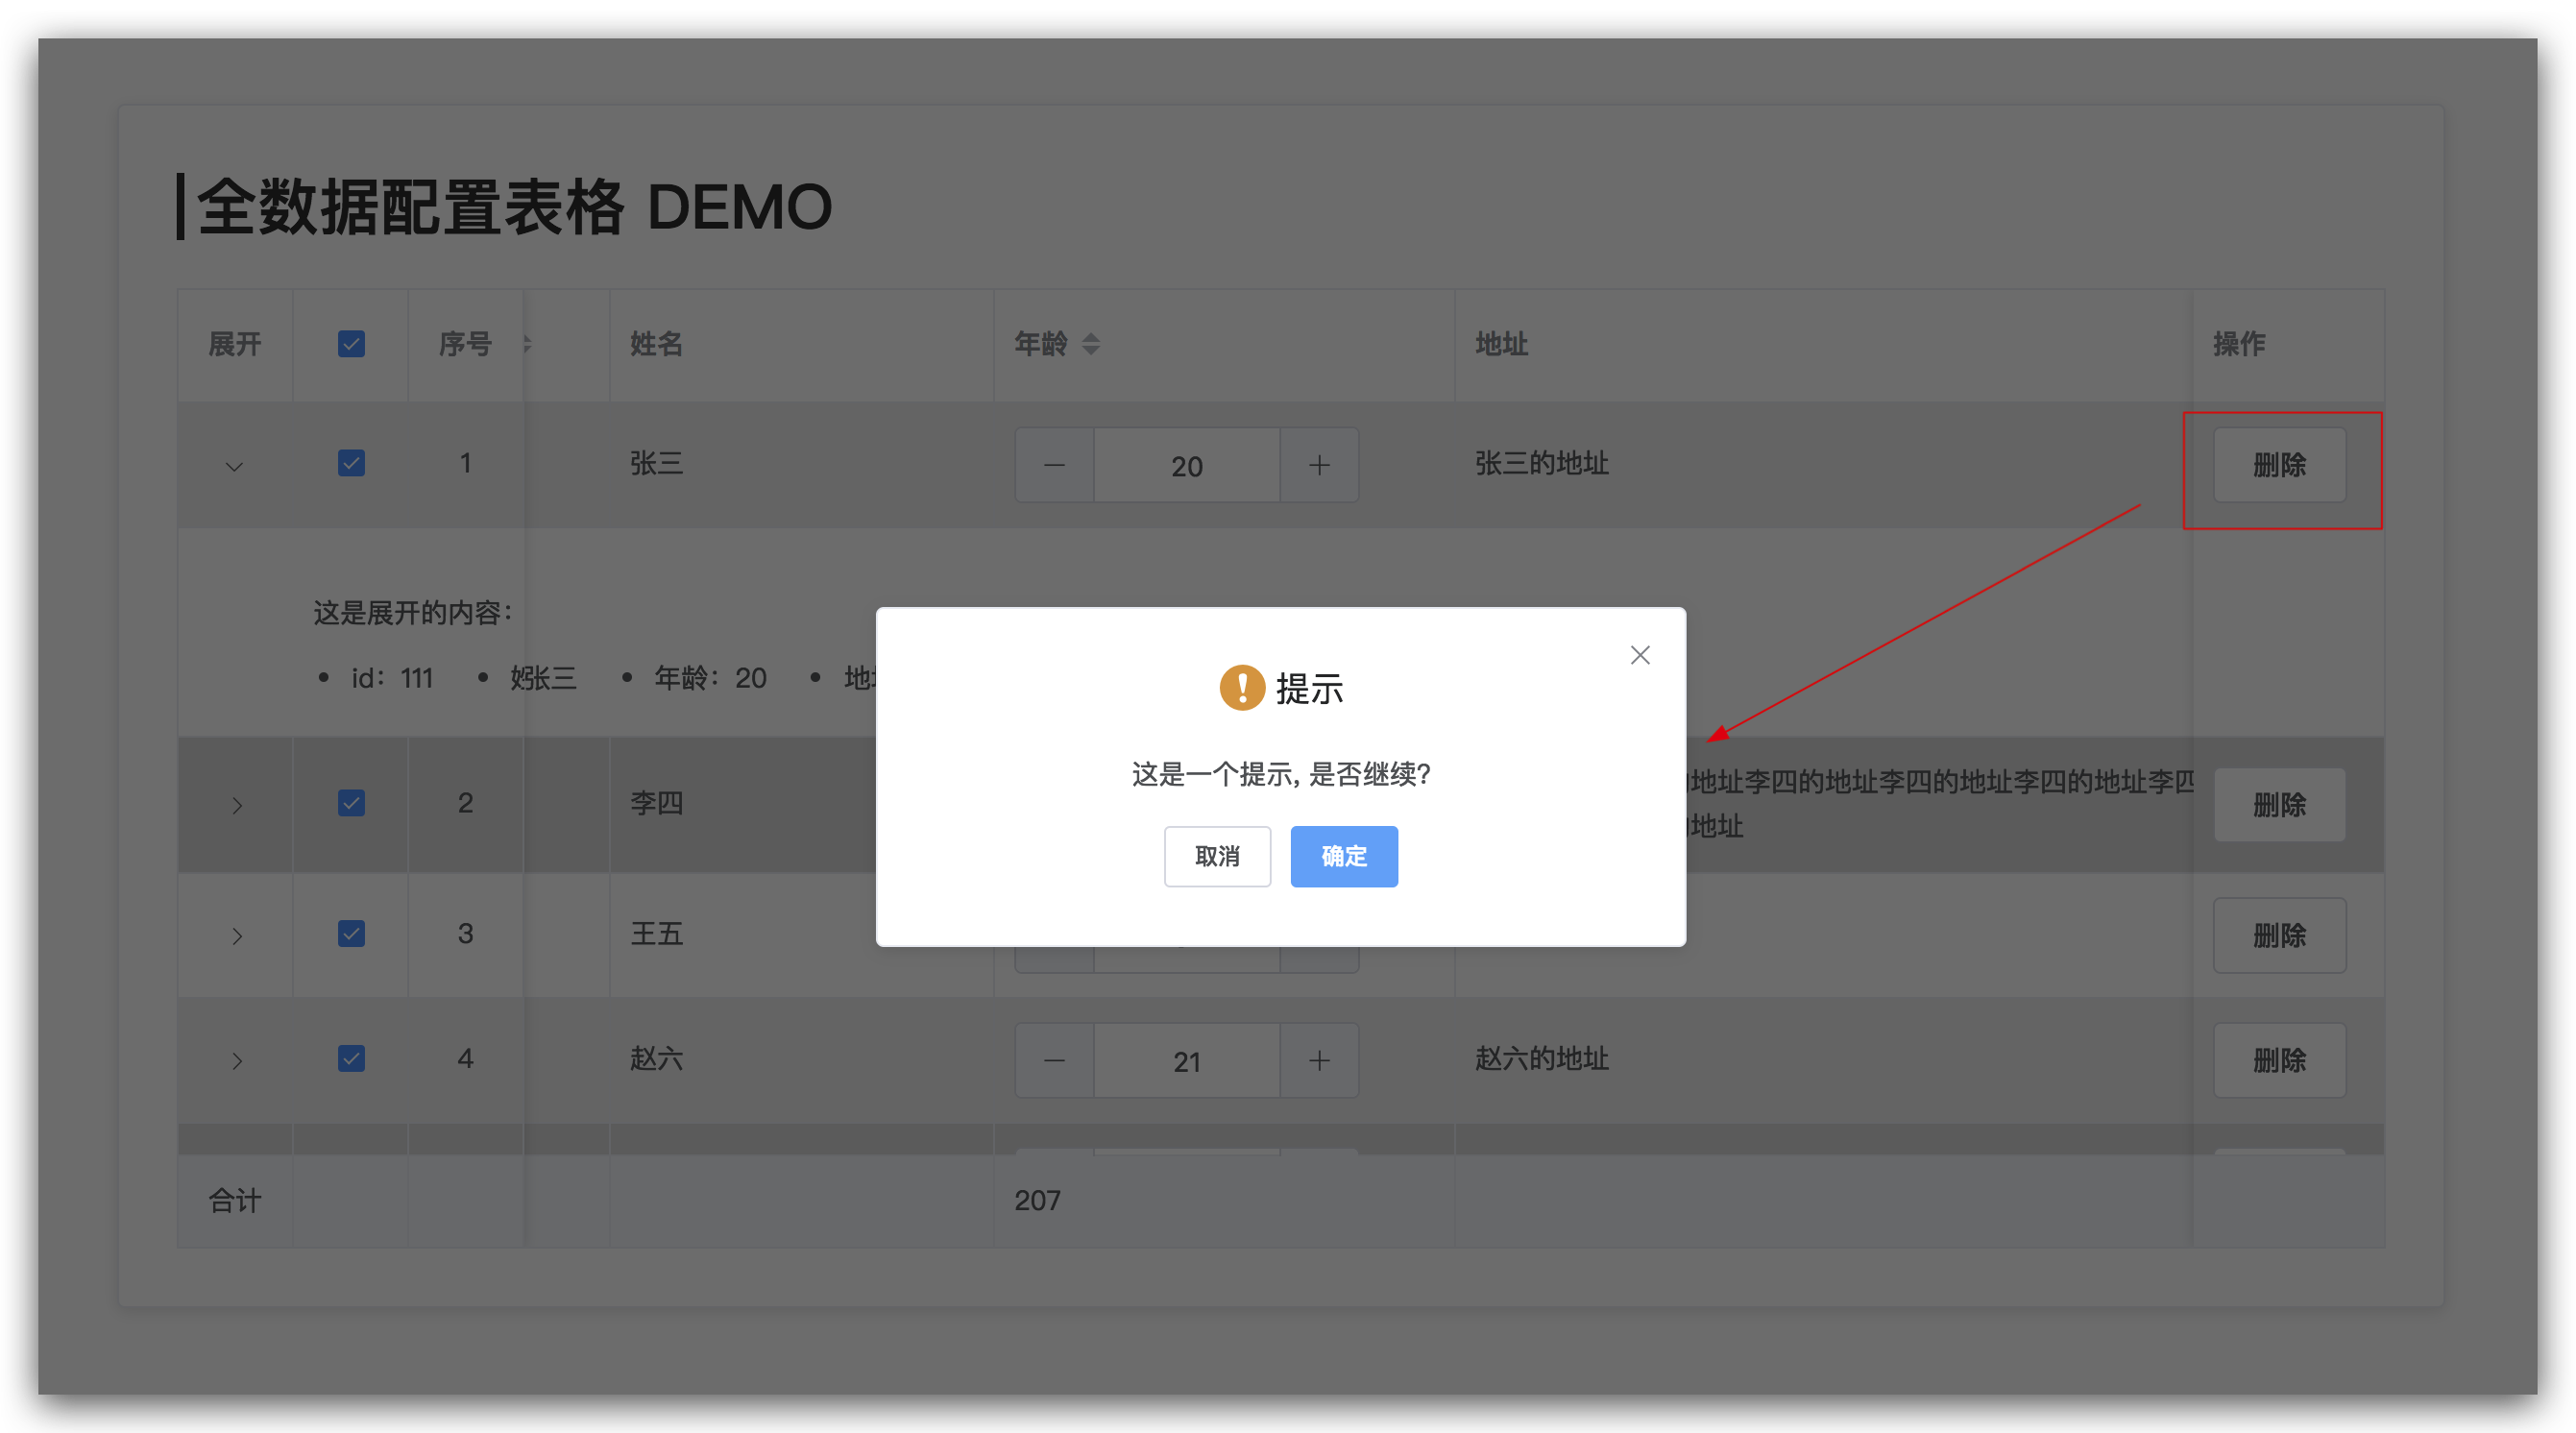 全数据配置表格 DEMO
展开 序号 姓名 年龄 地址 操作
1 张三 20 张三的地址 删除
这是展开的内容：
id：111 张三 年龄：20
提示
这是一个提示, 是否继续?
取消 确定
2 李四 地址李四的地址李四的地址李四的地址李四 删除
地址
3 王五 删除
4 赵六 21 赵六的地址 删除
合计 207